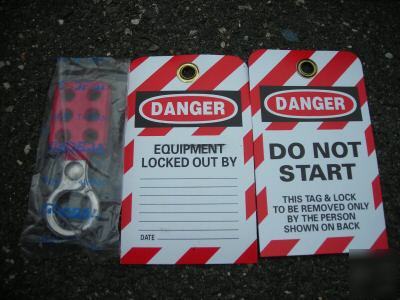 DANGER
EQUIPMENT
LOCKED OUT BY
DATE
DANGER
DO NOT
START
THIS TAG & LOCK
TO BE REMOVED ONLY
BY THE PERSON
SHOWN ON BACK